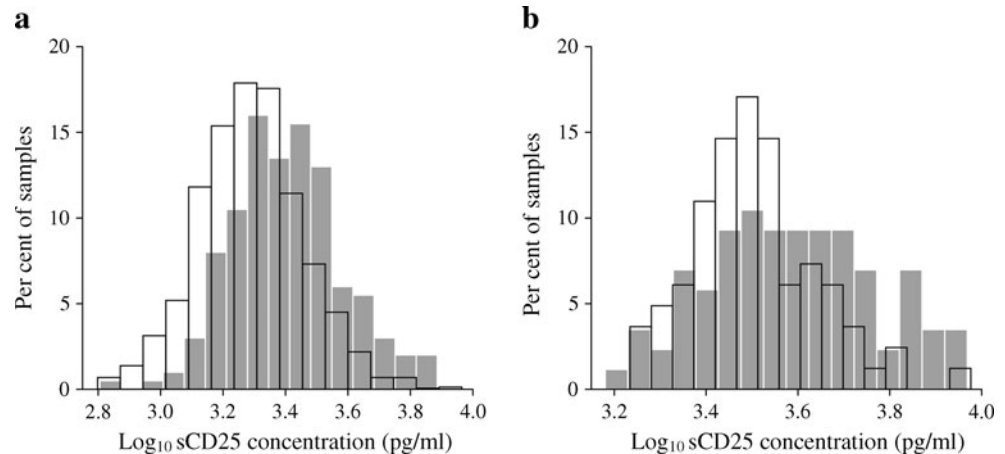 a
20
15
10
5
0
Per cent of samples
2.8 3.0 3.2 3.4 3.6 3.8 4.0
Log10 sCD25 concentration (pg/ml)
b
20
15
10
5
0
Per cent of samples
3.2 3.4 3.6 3.8 4.0
Log10 sCD25 concentration (pg/ml)